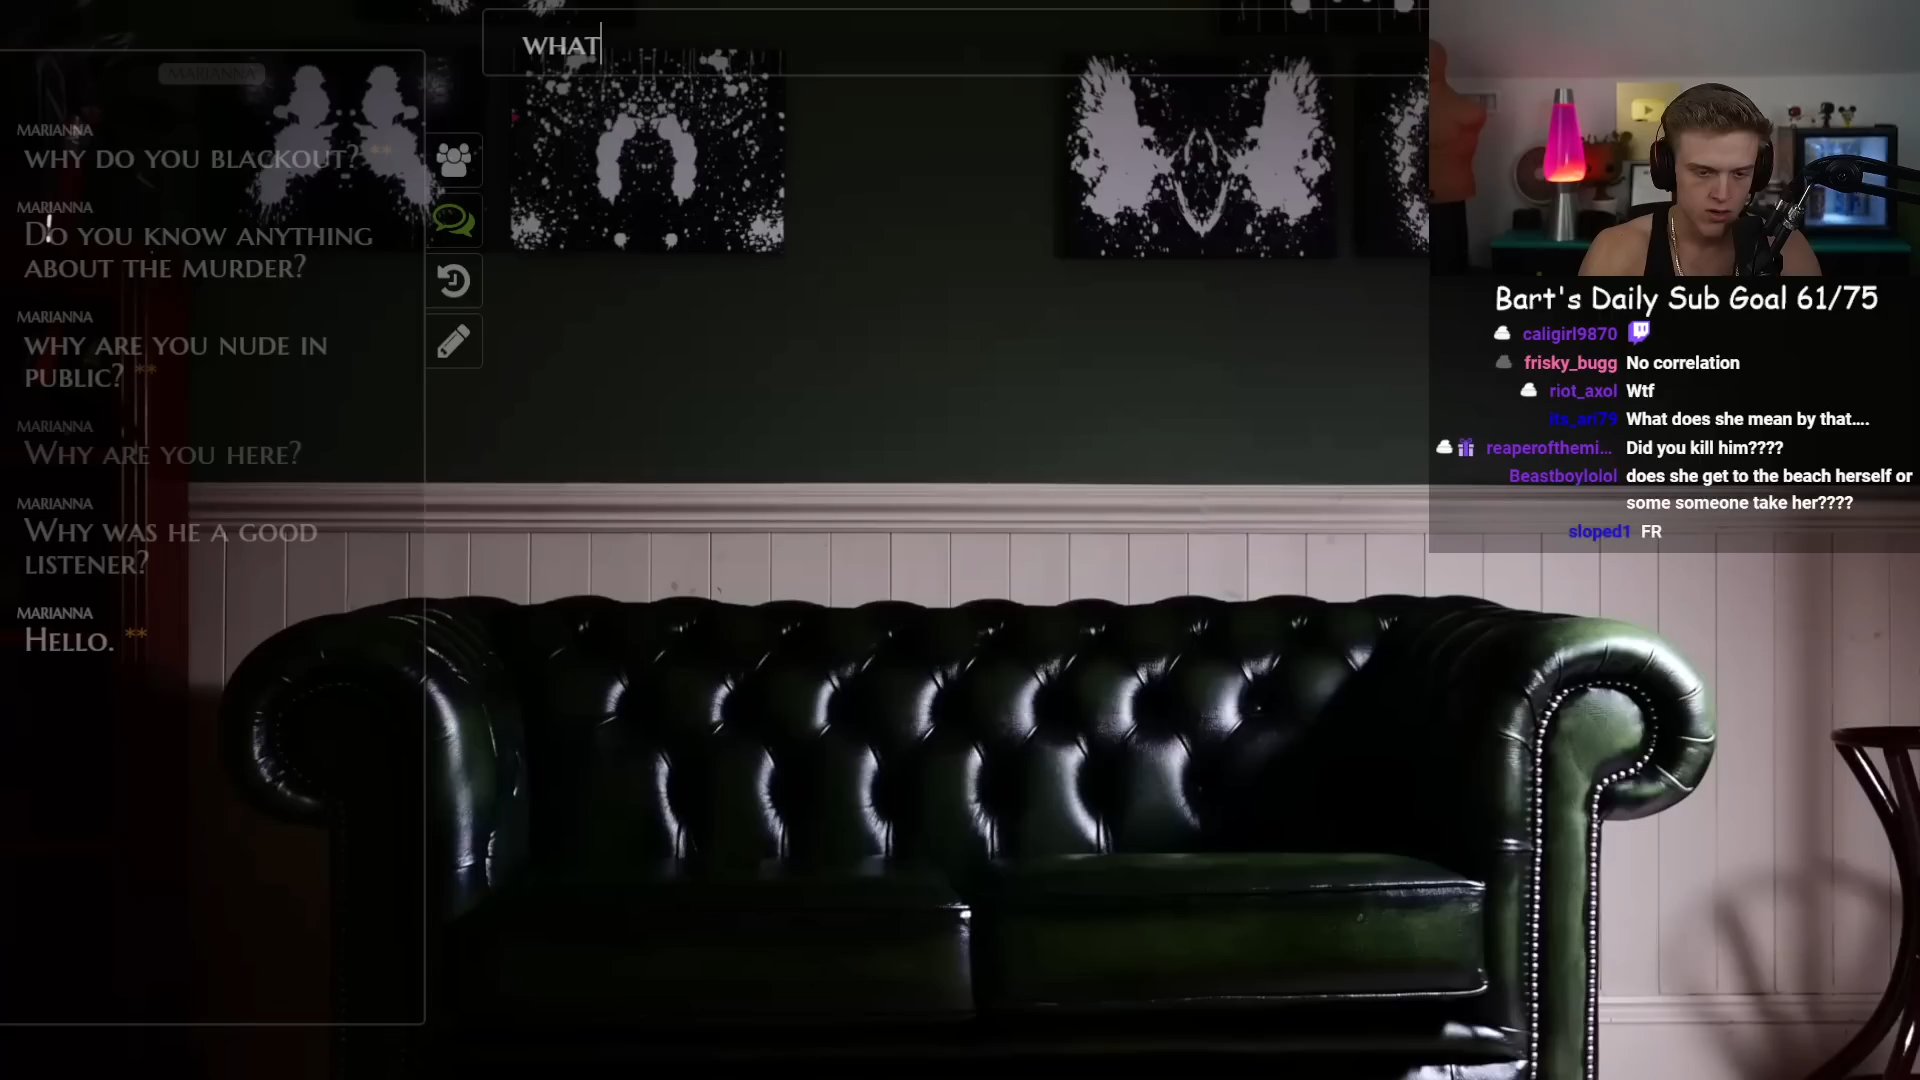 WHAT
MARIANNA
MARIANNA
WHY DO YOU BLACKOUT? **
MARIANNA
DO YOU KNOW ANYTHING
ABOUT THE MURDER?
MARIANNA
WHY ARE YOU NUDE IN
PUBLIC? **
MARIANNA
WHY ARE YOU HERE?
MARIANNA
WHY WAS HE A GOOD
LISTENER?
MARIANNA
HELLO. **
Bart's Daily Sub Goal 61/75
caligirl9870
frisky_bugg No correlation
riot_axol Wtf
its_ari79 What does she mean by that....
reaperofthemi... Did you kill him????
Beastboylolol does she get to the beach herself or
some someone take her????
sloped1 FR